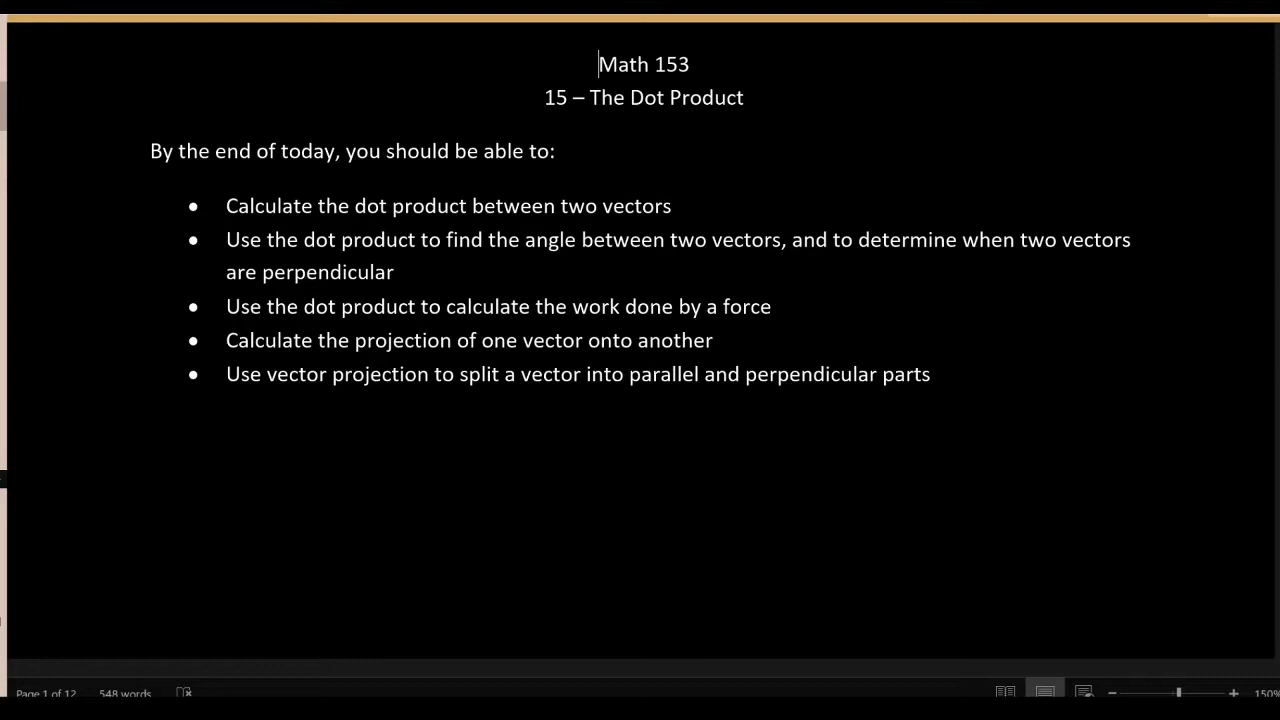 Math 153
15 – The Dot Product
By the end of today, you should be able to:
• Calculate the dot product between two vectors
• Use the dot product to find the angle between two vectors, and to determine when two vectors
are perpendicular
• Use the dot product to calculate the work done by a force
• Calculate the projection of one vector onto another
• Use vector projection to split a vector into parallel and perpendicular parts
Page 1 of 12 548 words 150%